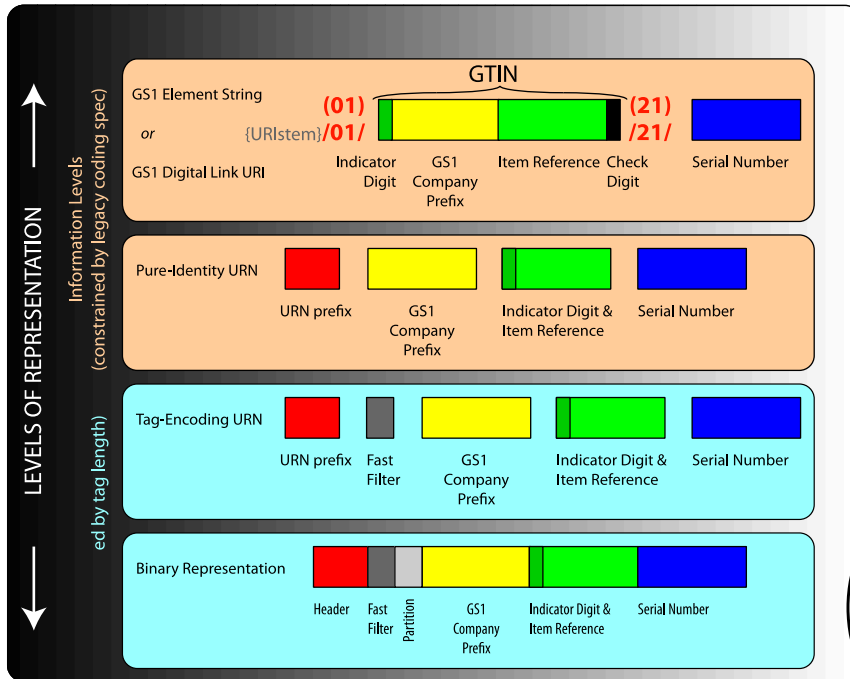 LEVELS OF REPRESENTATION
Information Levels
(constrained by legacy coding spec)
ed by tag length)
GS1 Element String
or
GS1 Digital Link URI
{URIstem}
(01)
/01/
GTIN
(21)
/21/
Indicator
Digit
GS1
Company
Prefix
Item Reference
Check
Digit
Serial Number
Pure-Identity URN
URN prefix
GS1
Company
Prefix
Indicator Digit &
Item Reference
Serial Number
Tag-Encoding URN
URN prefix
Fast
Filter
GS1
Company
Prefix
Indicator Digit &
Item Reference
Serial Number
Binary Representation
Header
Fast
Filter
Partition
GS1
Company
Prefix
Indicator Digit &
Item Reference
Serial Number